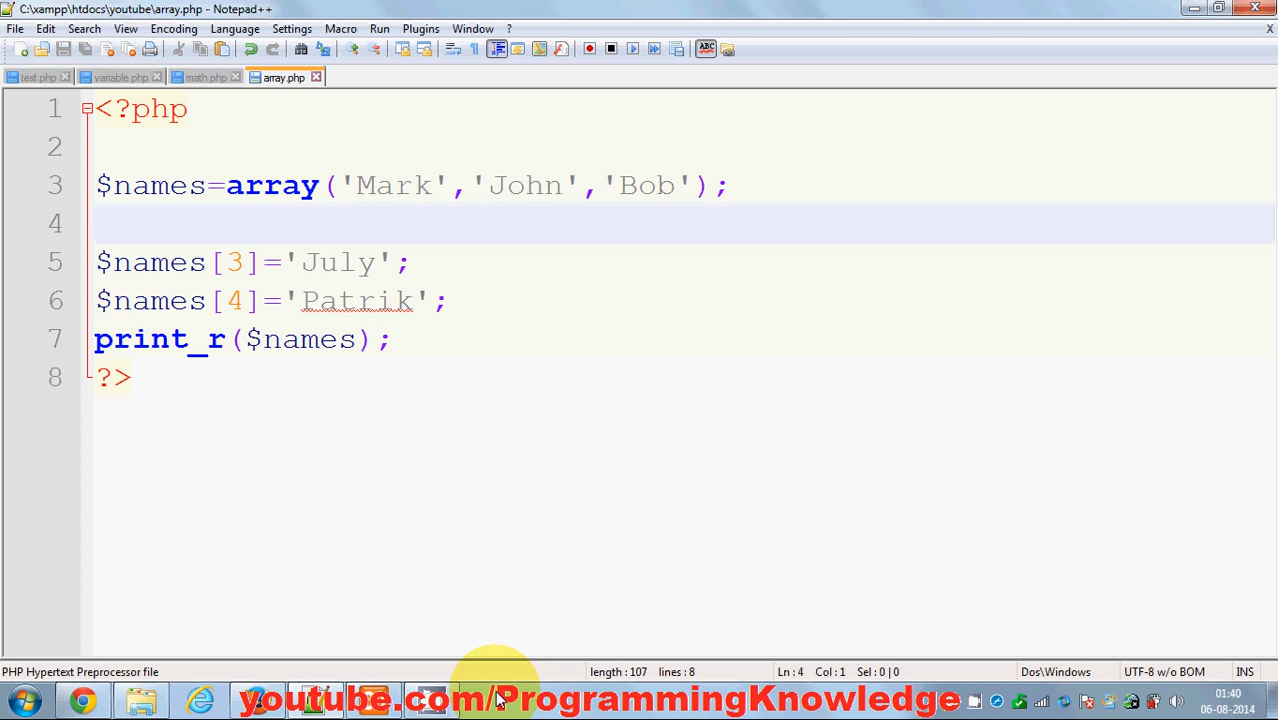 C:\xampp\htdocs\youtube\array.php - Notepad++
File Edit Search View Encoding Language Settings Macro Run Plugins Window ?
X
ABC
test.php variable.php math.php array.php
1 <?php
2
3 $names=array('Mark','John','Bob');
4
5 $names[3]='July';
6 $names[4]='Patrik';
7 print_r($names);
8 ?>
PHP Hypertext Preprocessor file length : 107 lines : 8 Ln : 4 Col : 1 Sel : 0 | 0 Dos\Windows UTF-8 w/o BOM INS
youtube.com/ProgrammingKnowledge
01:40
06-08-2014